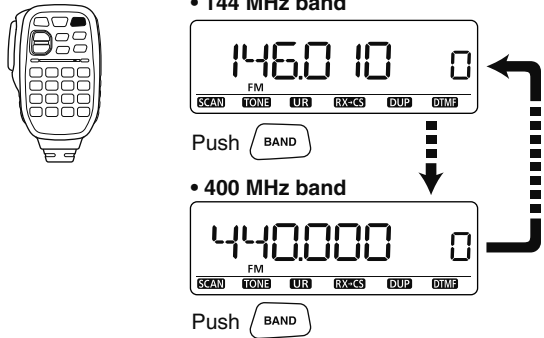 • 144 MHz band
146.010 0
FM
SCAN TONE UR RX→CS DUP DTMF
Push BAND
• 400 MHz band
440.000 0
FM
SCAN TONE UR RX→CS DUP DTMF
Push BAND